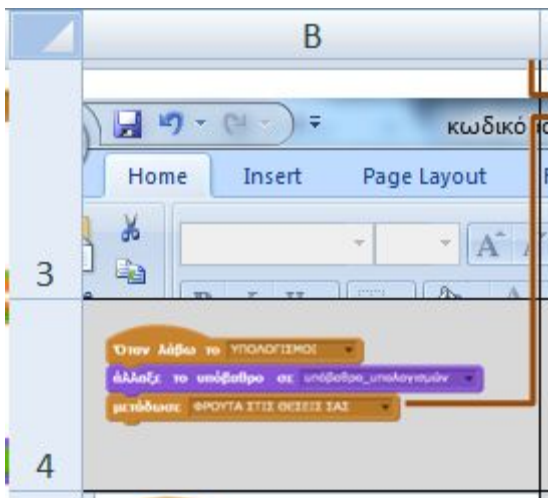 B
κωδικό
Home Insert Page Layout
A
3
Όταν λάβω το ΥΠΟΛΟΓΙΣΜΟΙ
άλλαξε το υπόβαθρο σε υπόβαθρο_υπολογισμών
μετάδωσε ΦΡΟΥΤΑ ΣΤΙΣ ΘΕΣΕΙΣ ΣΑΣ
4